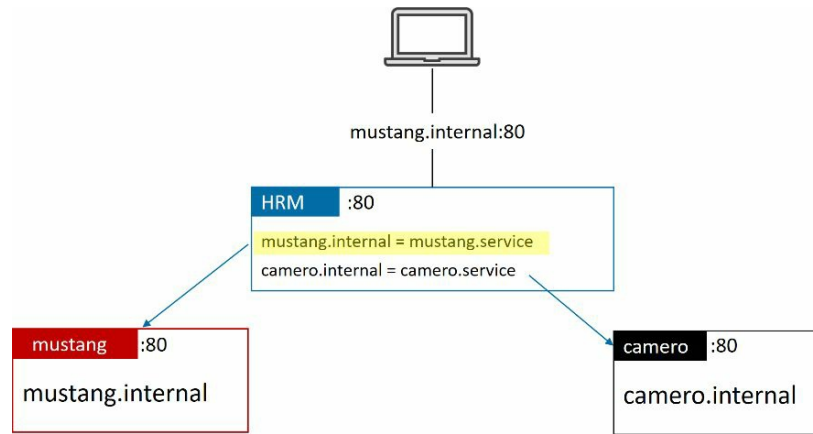 mustang.internal:80
HRM :80
mustang.internal = mustang.service
camero.internal = camero.service
mustang :80
mustang.internal
camero :80
camero.internal